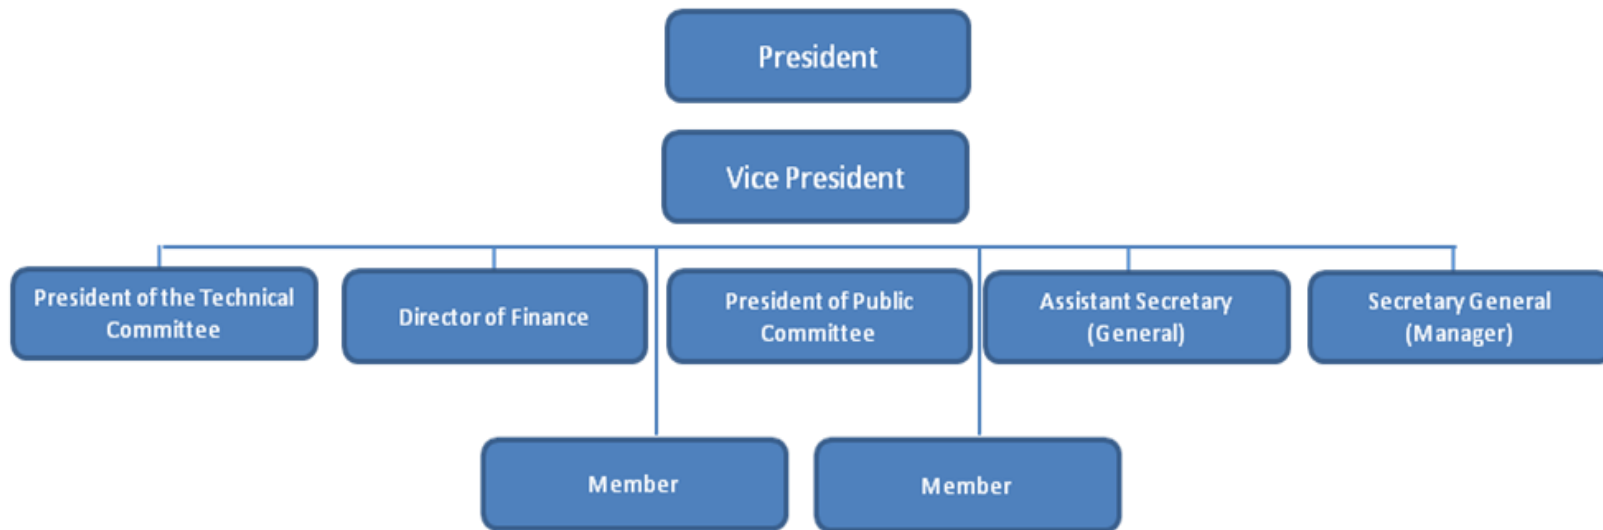 President
Vice President
President of the Technical
Committee
Director of Finance
President of Public
Committee
Assistant Secretary
(General)
Secretary General
(Manager)
Member
Member